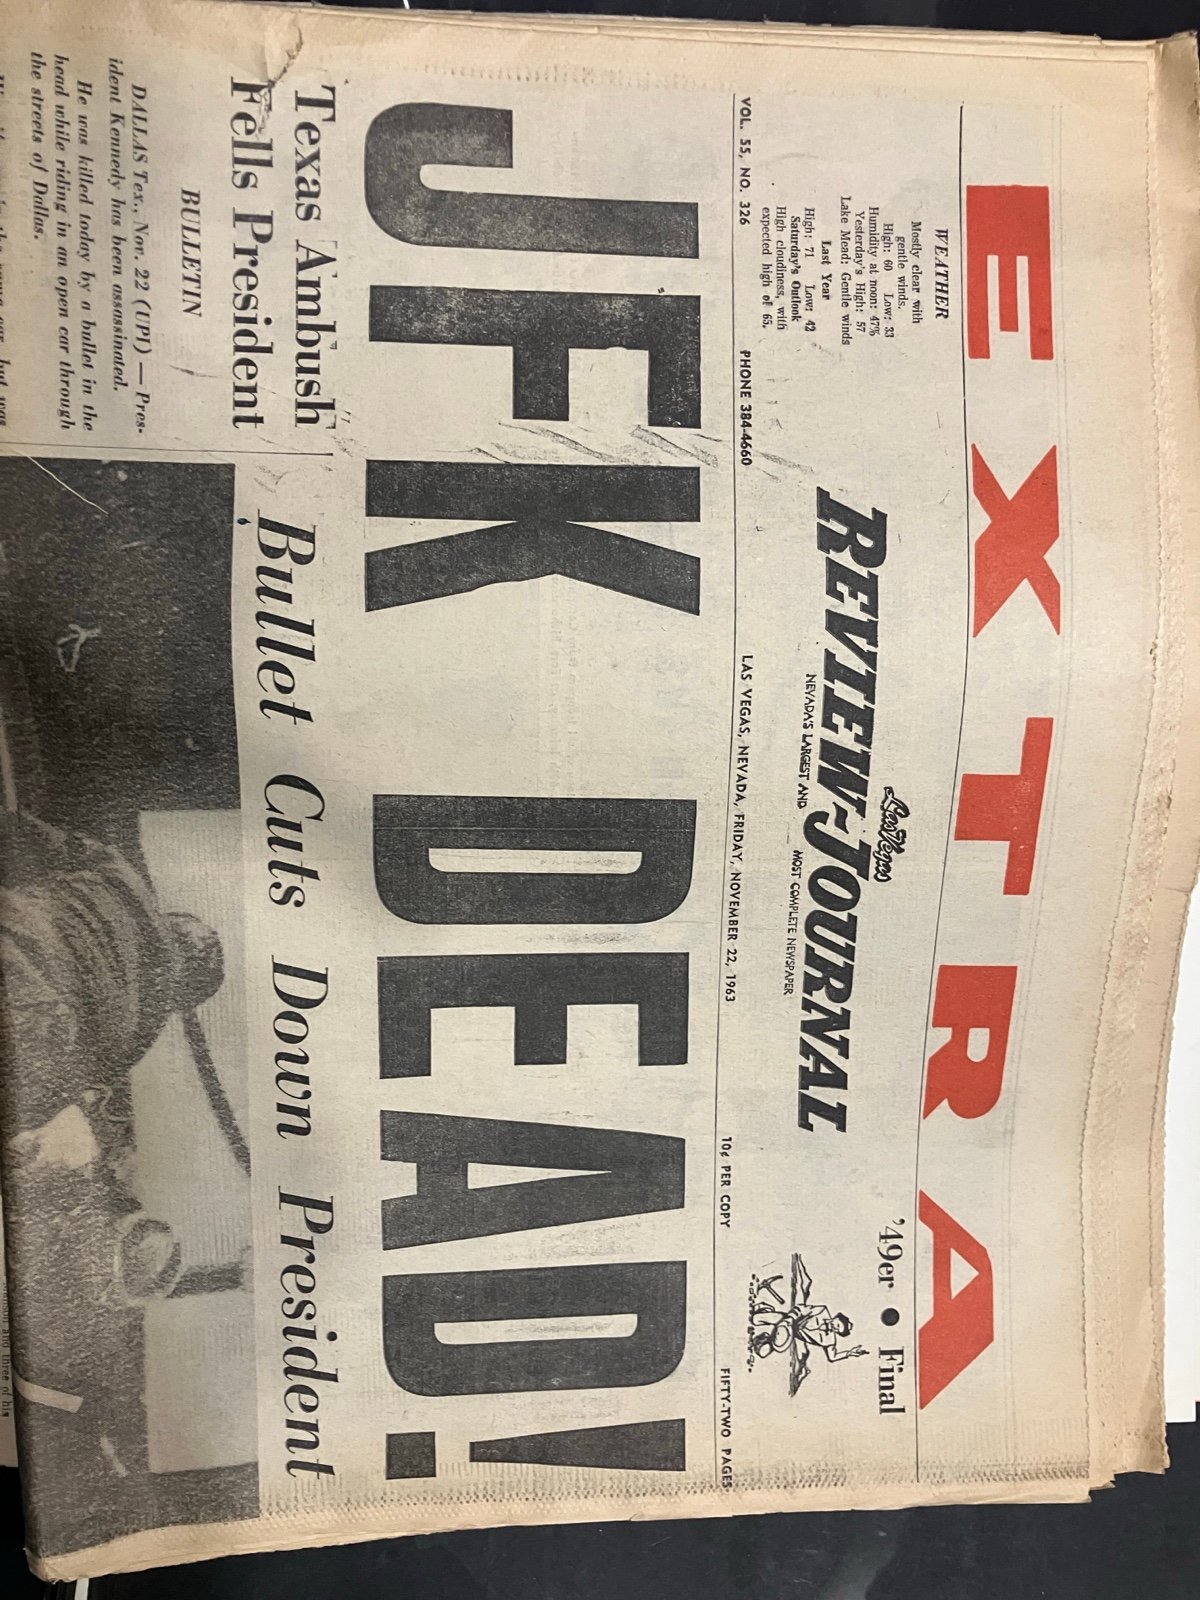 EXTRA
WEATHER
Mostly clear with
gentle winds.
High: 60 Low: 33
Humidity at noon: 47%
Yesterday's High: 57
Lake Mead: Gentle winds
Last Year
High: 71 Low: 42
Saturday's Outlook
High cloudiness, with
expected high of 65.
Las Vegas
REVIEW-JOURNAL
NEVADA'S LARGEST AND MOST COMPLETE NEWSPAPER
'49er • Final
VOL. 55, NO. 326 PHONE 384-4660 LAS VEGAS, NEVADA, FRIDAY, NOVEMBER 22, 1963 10¢ PER COPY FIFTY-TWO PAGES
JFK DEAD!
Texas Ambush
Fells President
BULLETIN
DALLAS Tex., Nov. 22 (UPI) — Pres-
ident Kennedy has been assassinated.
He was killed today by a bullet in the
head while riding in an open car through
the streets of Dallas.
Bullet Cuts Down President
and three of his